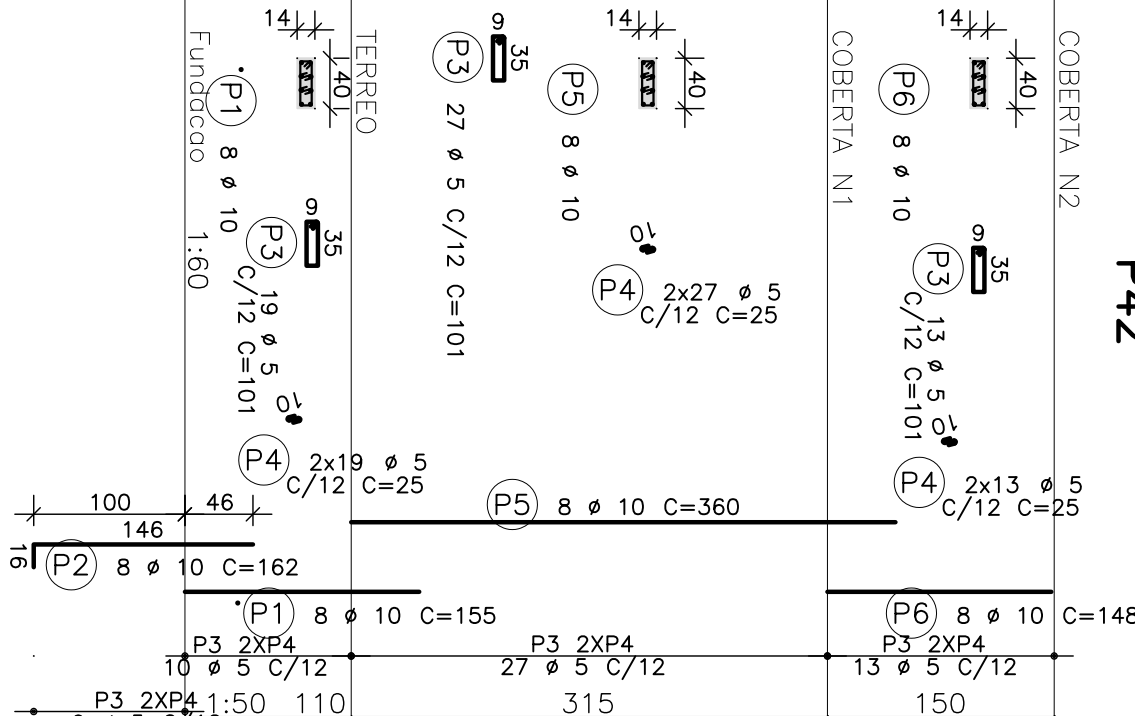 14
40
P1
8 ø 10
Fundacao
1:60
9
35
P3
19 ø 5
C/12 C=101
10
P4
2x19 ø 5
C/12 C=25
TERREO
9
35
P3
27 ø 5 C/12 C=101
14
40
P5
8 ø 10
10
P4
2x27 ø 5
C/12 C=25
COBERTA N1
14
40
P6
8 ø 10
9
35
P3
13 ø 5
C/12 C=101
10
P4
2x13 ø 5
C/12 C=25
COBERTA N2
P42
100
46
146
16
P2
8 ø 10 C=162
P5
8 ø 10 C=360
P1
8 ø 10 C=155
P6
8 ø 10 C=148
P3 2XP4
10 ø 5 C/12
P3 2XP4
27 ø 5 C/12
P3 2XP4
13 ø 5 C/12
P3 2XP4
1:50
110
315
150